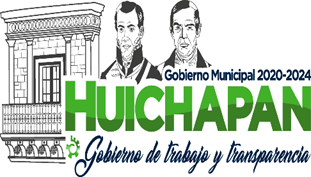 Gobierno Municipal 2020-2024
HUICHAPAN
Gobierno de trabajo y transparencia